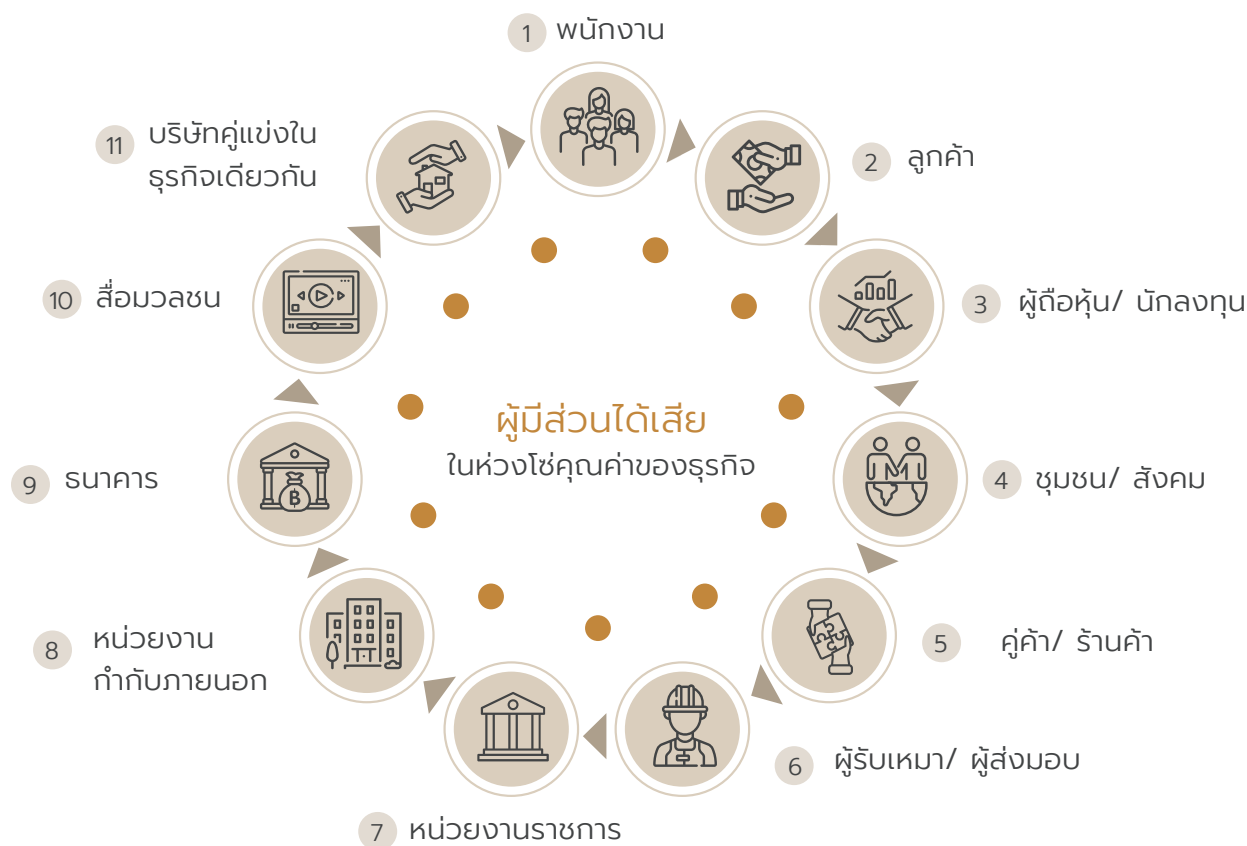 1 พนักงาน
2 ลูกค้า
3 ผู้ถือหุ้น/ นักลงทุน
4 ชุมชน/ สังคม
5 คู่ค้า/ ร้านค้า
6 ผู้รับเหมา/ ผู้ส่งมอบ
7 หน่วยงานราชการ
8 หน่วยงาน
กำกับภายนอก
9 ธนาคาร
10 สื่อมวลชน
11 บริษัทคู่แข่งใน
ธุรกิจเดียวกัน
ผู้มีส่วนได้เสีย
ในห่วงโซ่คุณค่าของธุรกิจ
฿